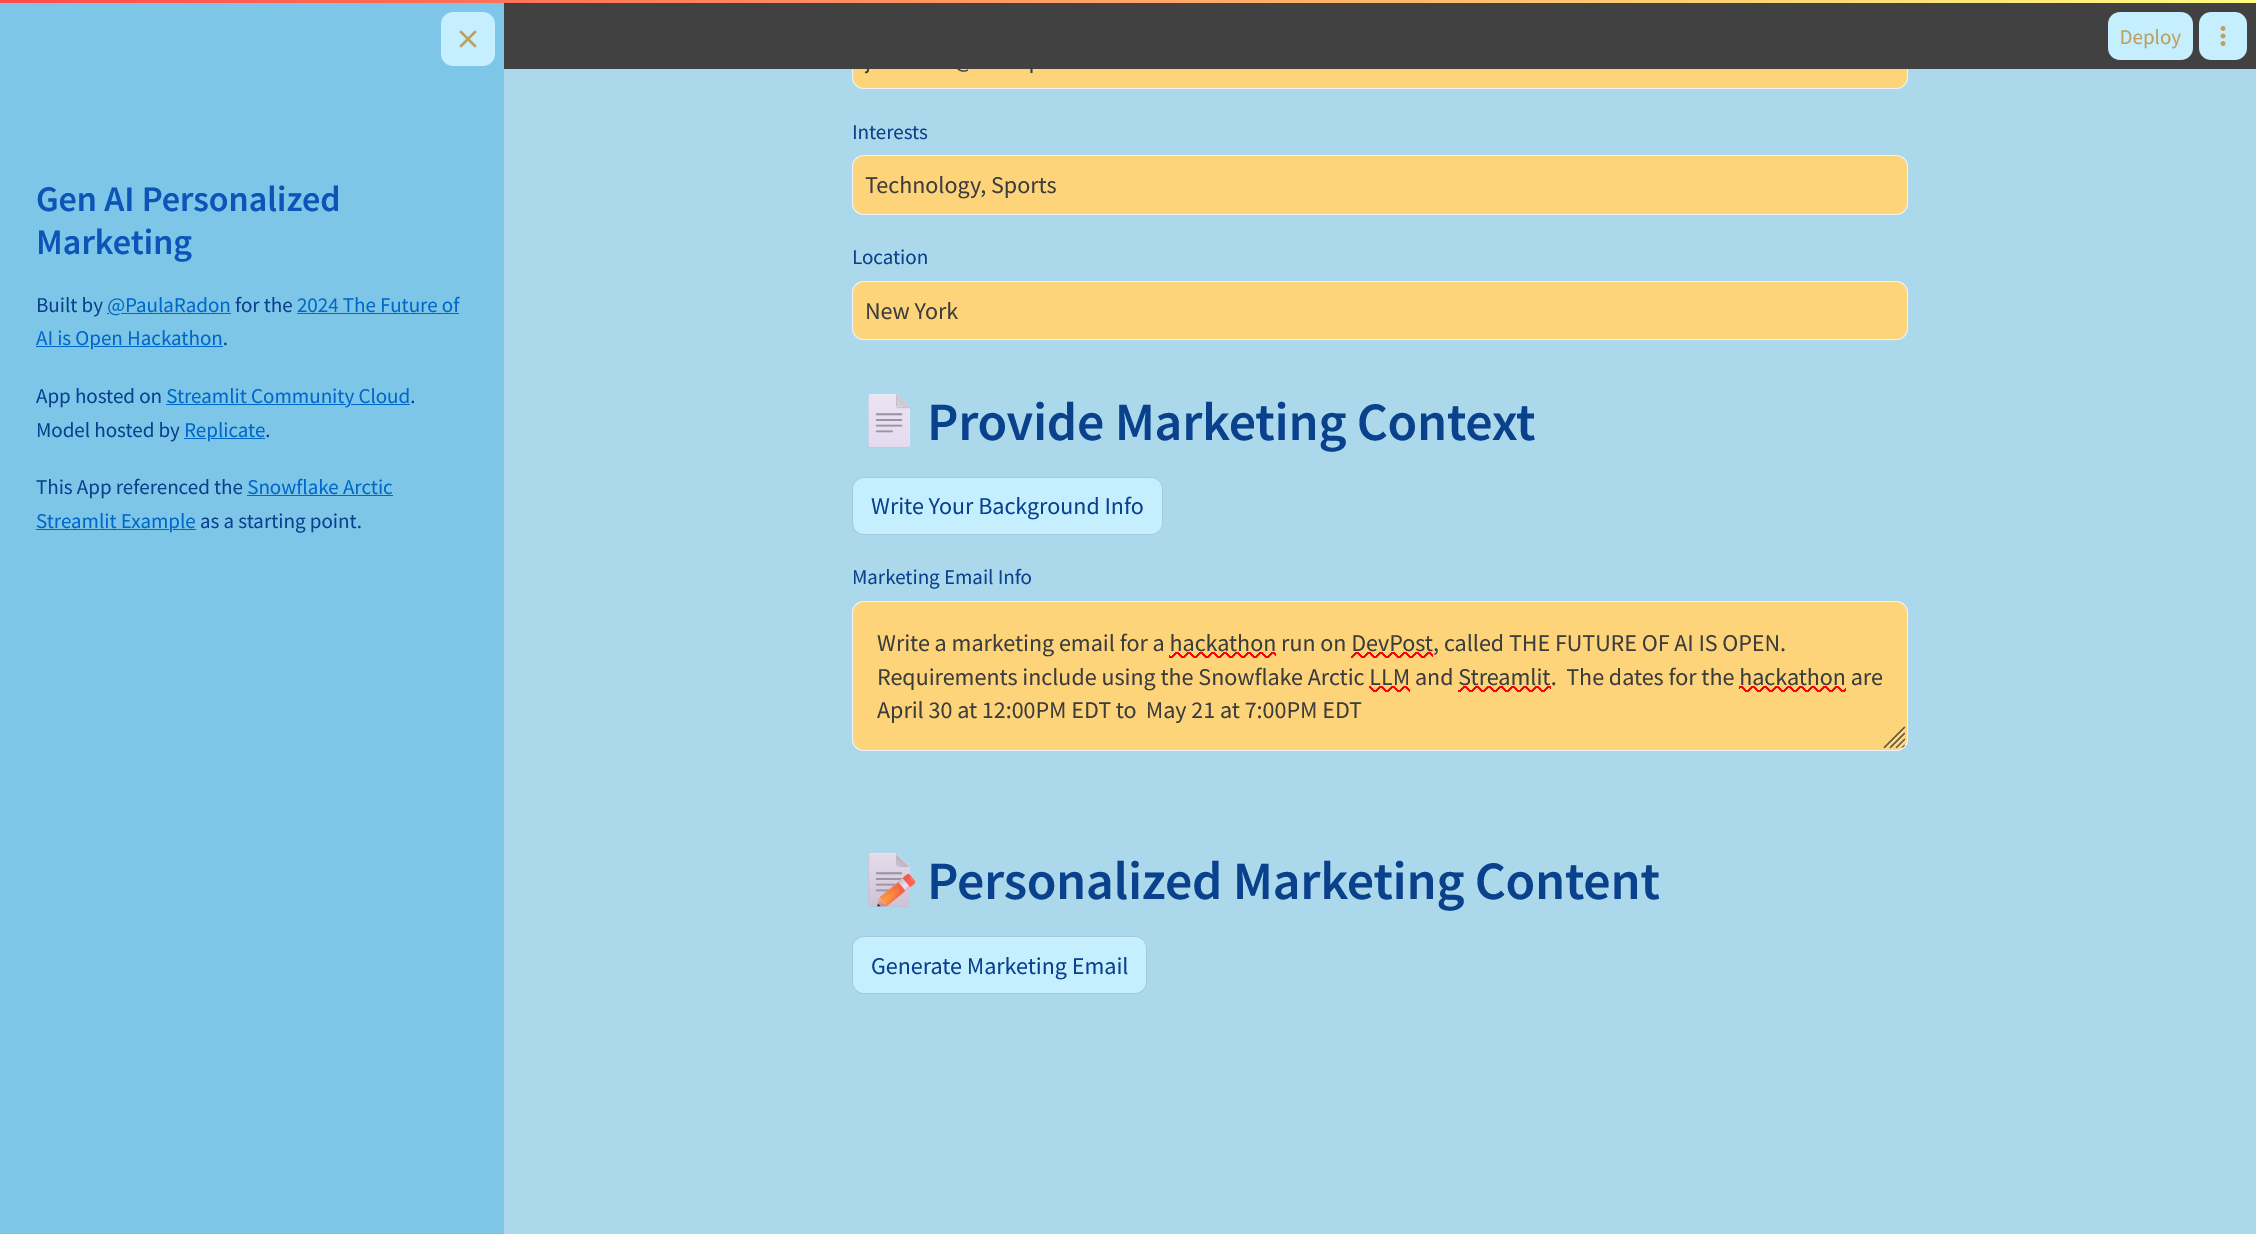 Deploy
Gen AI Personalized
Marketing
Built by @PaulaRadon for the 2024 The Future of
AI is Open Hackathon.
App hosted on Streamlit Community Cloud.
Model hosted by Replicate.
This App referenced the Snowflake Arctic
Streamlit Example as a starting point.
Interests
Technology, Sports
Location
New York
Provide Marketing Context
Write Your Background Info
Marketing Email Info
Write a marketing email for a hackathon run on DevPost, called THE FUTURE OF AI IS OPEN.
Requirements include using the Snowflake Arctic LLM and Streamlit.  The dates for the hackathon are
April 30 at 12:00PM EDT to  May 21 at 7:00PM EDT
Personalized Marketing Content
Generate Marketing Email